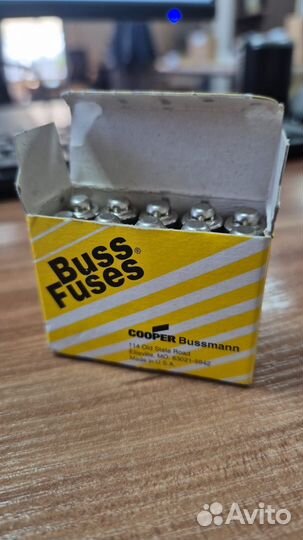 Buss®
Fuses
COOPER Bussmann
114 Old State Road
Ellisville, MO. 63021-5942
Made in U.S.A.
Avito